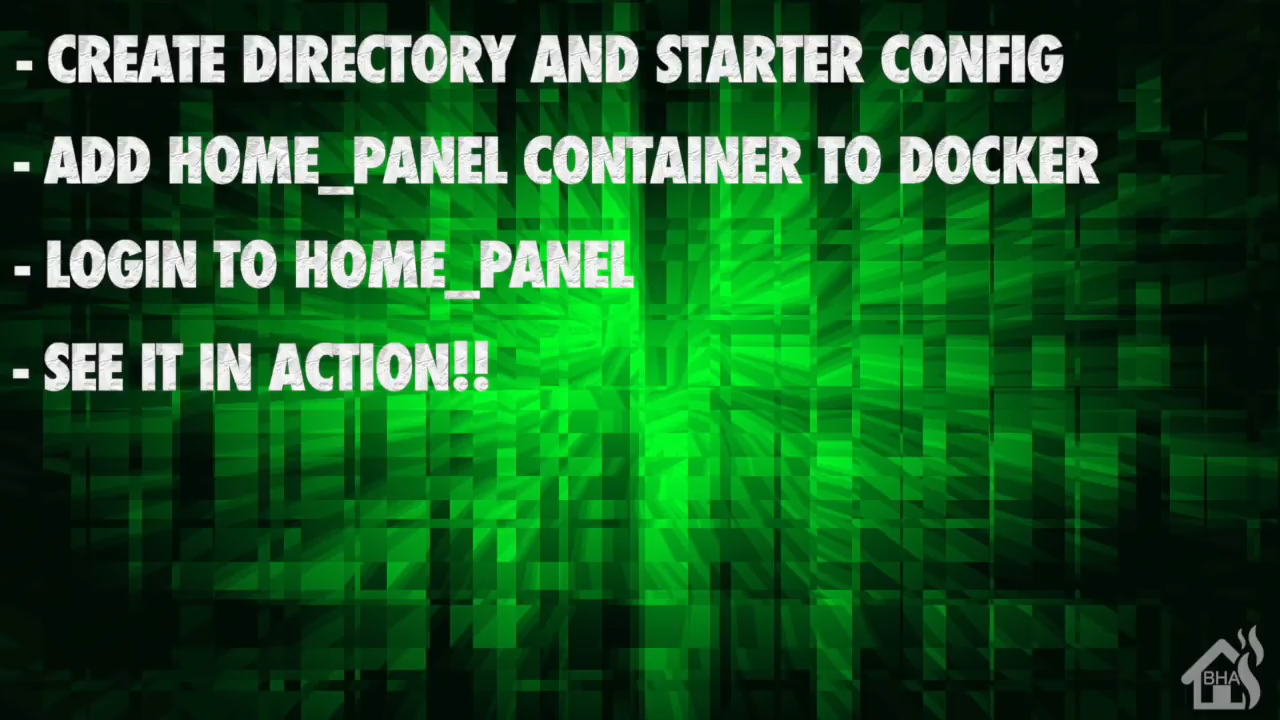 - CREATE DIRECTORY AND STARTER CONFIG
- ADD HOME_PANEL CONTAINER TO DOCKER
- LOGIN TO HOME_PANEL
- SEE IT IN ACTION!!
BHA